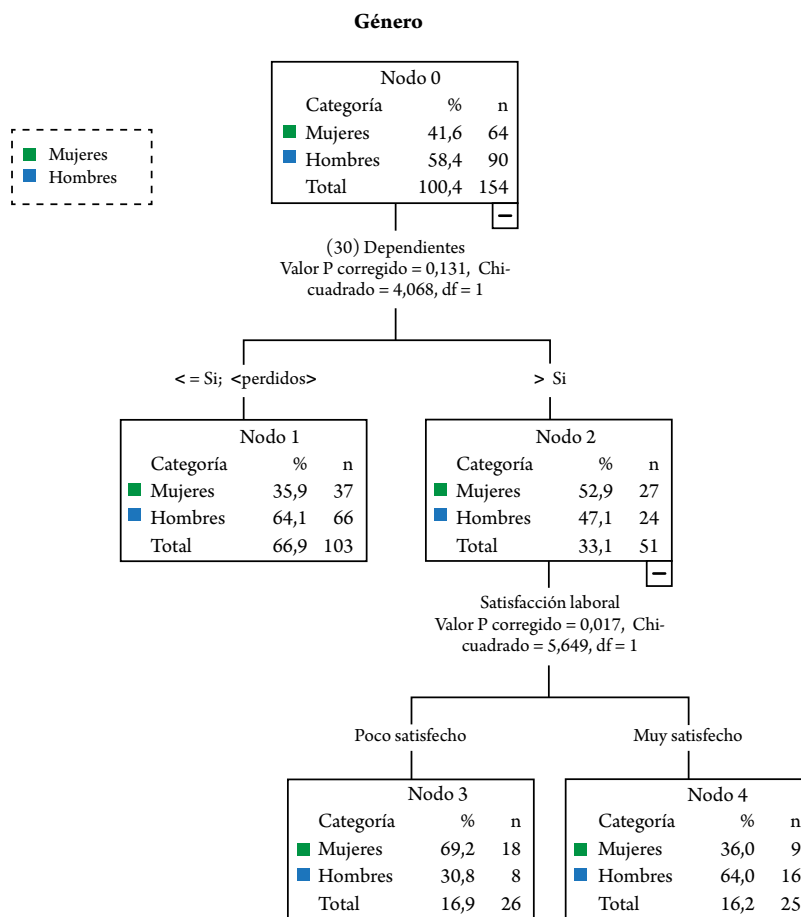 Género
Mujeres
Hombres
Nodo 0
Categoría % n
Mujeres 41,6 64
Hombres 58,4 90
Total 100,4 154
(30) Dependientes
Valor P corregido = 0,131, Chi-
cuadrado = 4,068, df = 1
< = Si; <perdidos>
> Si
Nodo 1
Categoría % n
Mujeres 35,9 37
Hombres 64,1 66
Total 66,9 103
Nodo 2
Categoría % n
Mujeres 52,9 27
Hombres 47,1 24
Total 33,1 51
Satisfacción laboral
Valor P corregido = 0,017, Chi-
cuadrado = 5,649, df = 1
Poco satisfecho
Muy satisfecho
Nodo 3
Categoría % n
Mujeres 69,2 18
Hombres 30,8 8
Total 16,9 26
Nodo 4
Categoría % n
Mujeres 36,0 9
Hombres 64,0 16
Total 16,2 25